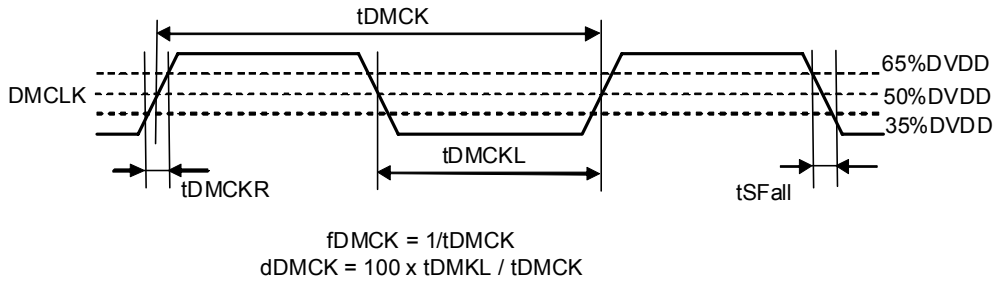 tDMCK
65%DVDD
DMCLK
50%DVDD
35%DVDD
tDMCKL
tDMCKR
tSFall
fDMCK = 1/tDMCK
dDMCK = 100 x tDMKL / tDMCK